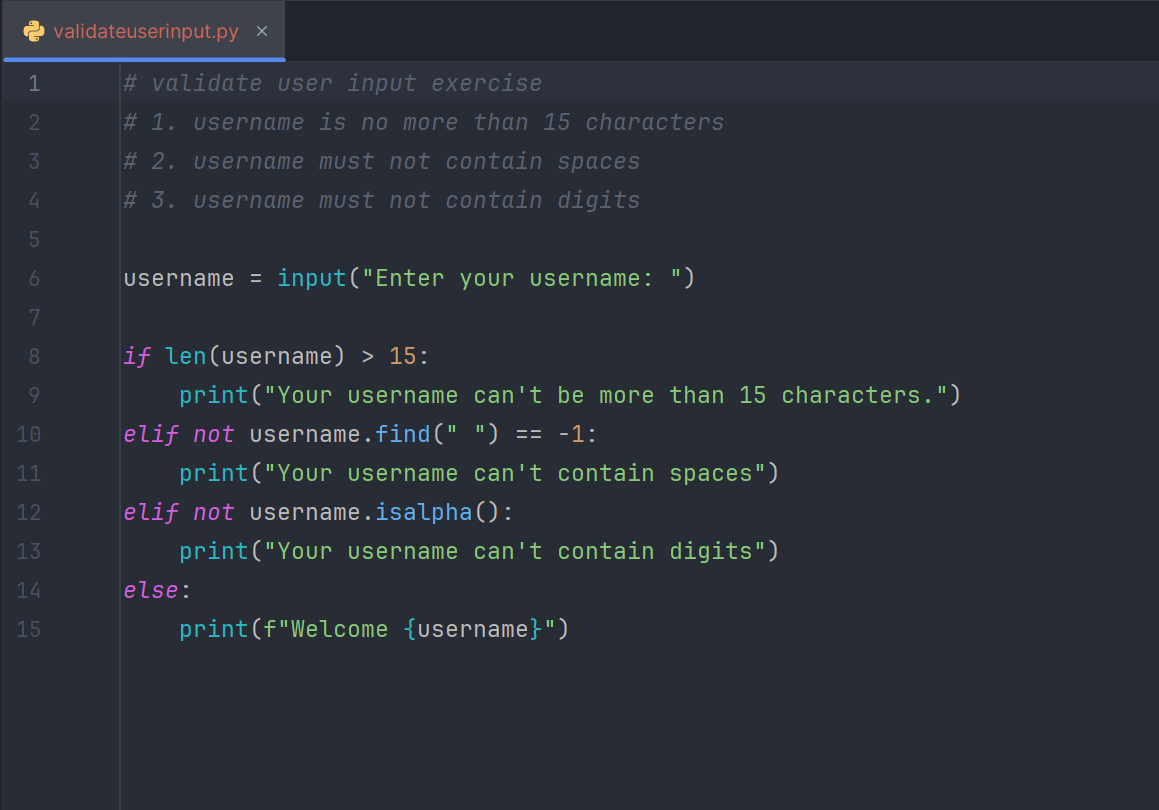 validateuserinput.py ×
1 # validate user input exercise
2 # 1. username is no more than 15 characters
3 # 2. username must not contain spaces
4 # 3. username must not contain digits
5
6 username = input("Enter your username: ")
7
8 if len(username) > 15:
9     print("Your username can't be more than 15 characters.")
10 elif not username.find(" ") == -1:
11     print("Your username can't contain spaces")
12 elif not username.isalpha():
13     print("Your username can't contain digits")
14 else:
15     print(f"Welcome {username}")